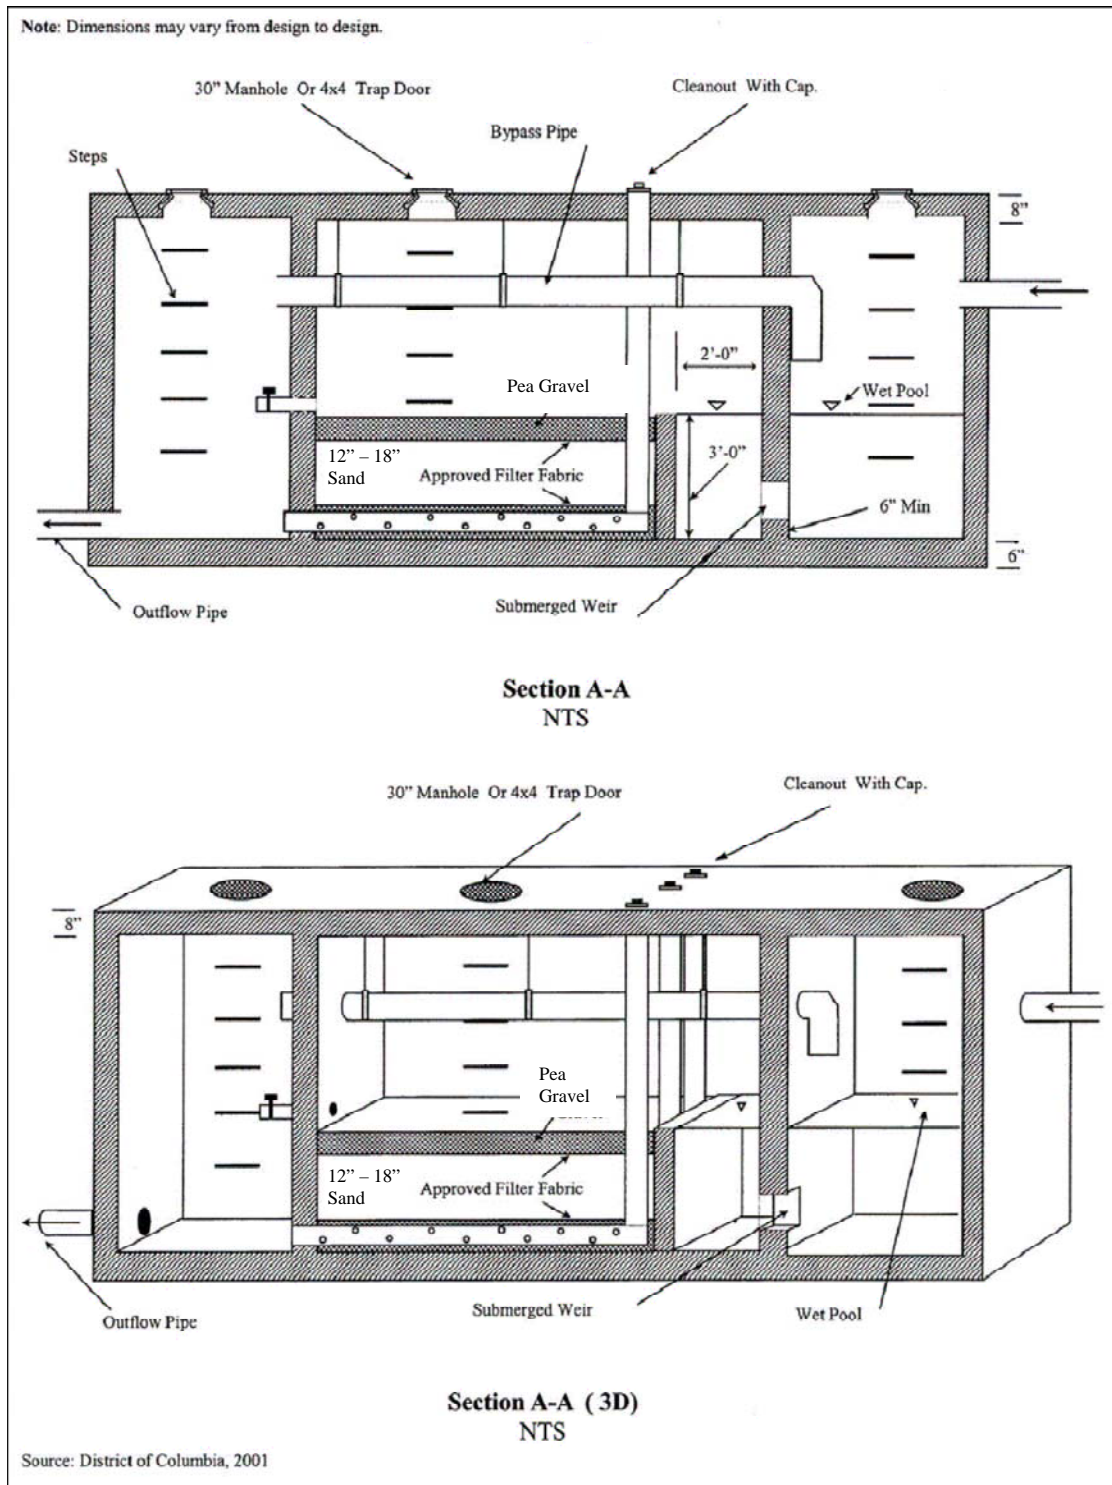 Note: Dimensions may vary from design to design.
30” Manhole Or 4x4 Trap Door
Cleanout With Cap.
Bypass Pipe
Steps
8”
2’-0”
Pea Gravel
Wet Pool
12” – 18”
Sand
Approved Filter Fabric
3’-0”
6” Min
6”
Submerged Weir
Outflow Pipe
Section A-A
NTS
Cleanout With Cap.
30” Manhole Or 4x4 Trap Door
8”
Pea
Gravel
12” – 18”
Sand
Approved Filter Fabric
Submerged Weir
Wet Pool
Outflow Pipe
Section A-A ( 3D)
NTS
Source: District of Columbia, 2001